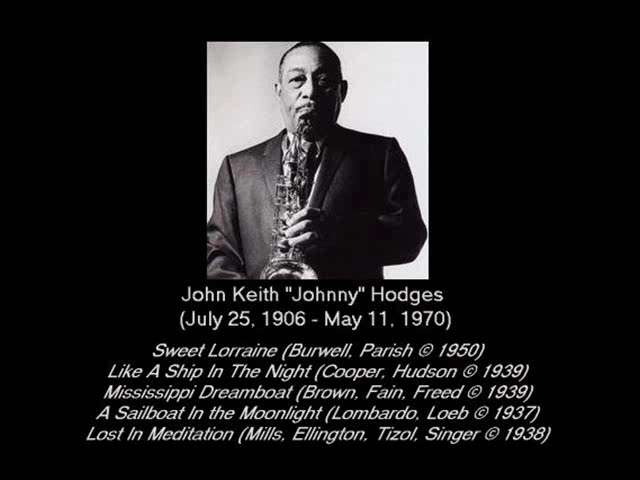 John Keith "Johnny" Hodges
(July 25, 1906 - May 11, 1970)
Sweet Lorraine (Burwell, Parish © 1950)
Like A Ship In The Night (Cooper, Hudson © 1939)
Mississippi Dreamboat (Brown, Fain, Freed © 1939)
A Sailboat In the Moonlight (Lombardo, Loeb © 1937)
Lost In Meditation (Mills, Ellington, Tizol, Singer © 1938)